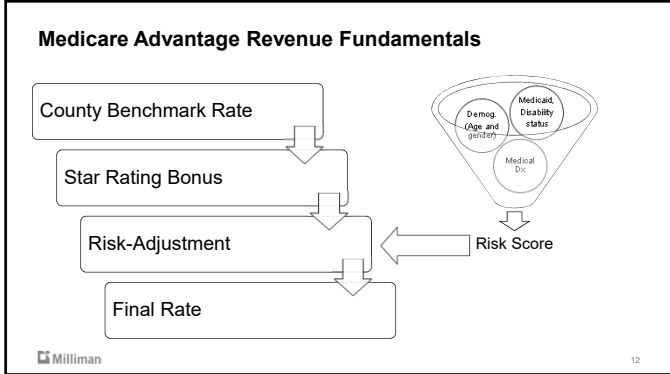 Medicare Advantage Revenue Fundamentals
County Benchmark Rate
Star Rating Bonus
Risk-Adjustment
Final Rate
Demog.
(Age and
gender)
Medicaid,
Disability
status
Medical
Dx
Risk Score
Milliman
12